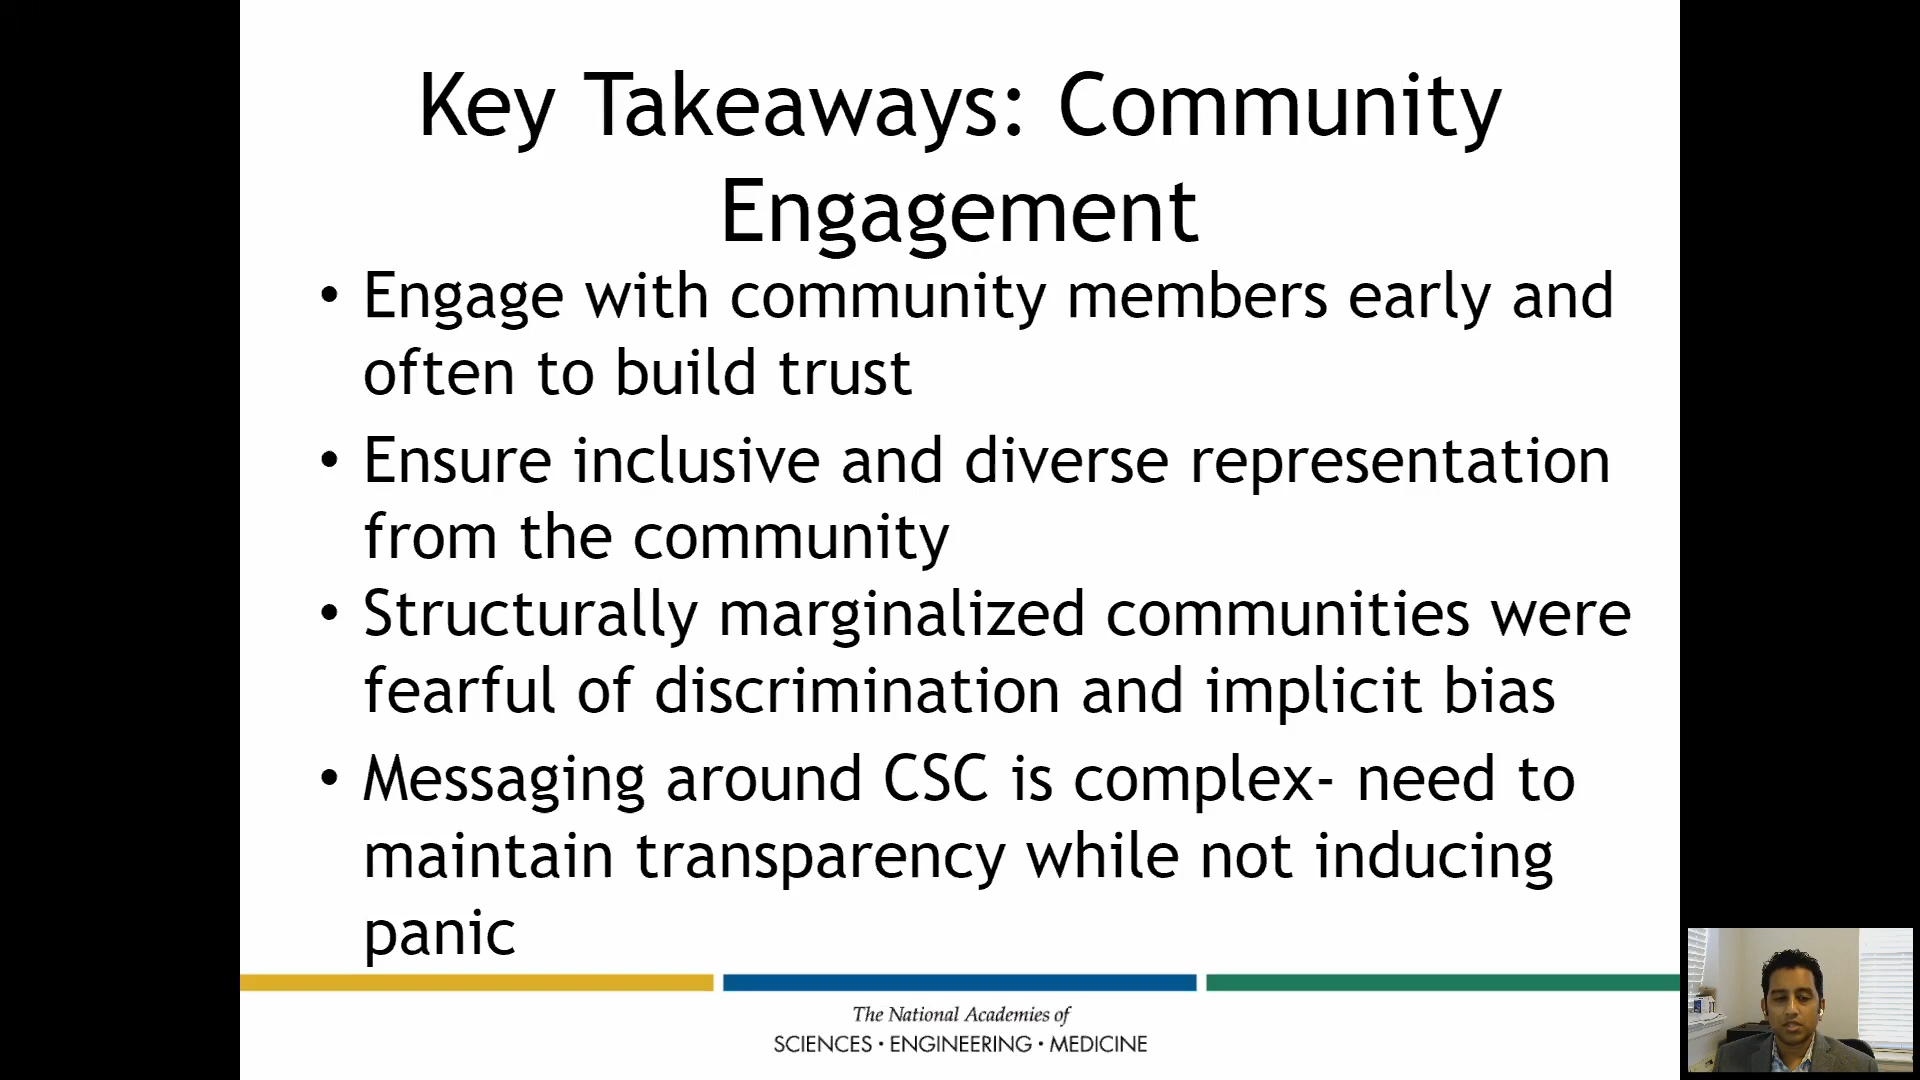 Key Takeaways: Community
Engagement
• Engage with community members early and
often to build trust
• Ensure inclusive and diverse representation
from the community
• Structurally marginalized communities were
fearful of discrimination and implicit bias
• Messaging around CSC is complex- need to
maintain transparency while not inducing
panic
The National Academies of
SCIENCES • ENGINEERING • MEDICINE